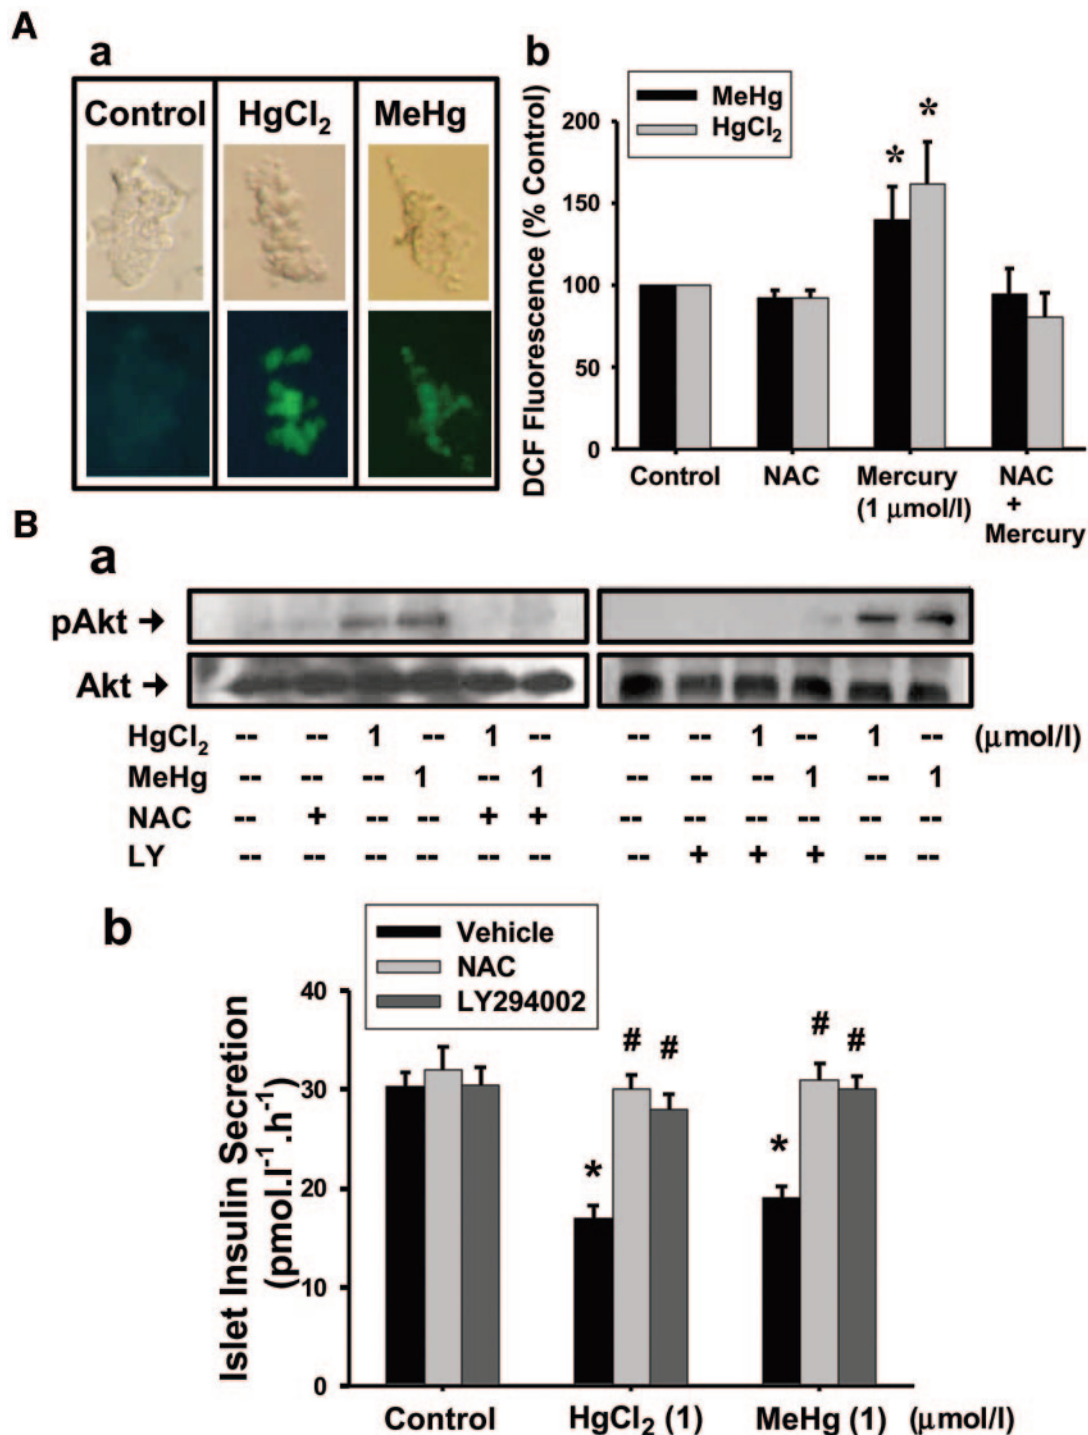 A
a
Control HgCl₂ MeHg
b
MeHg
HgCl₂
DCF Fluorescence (% Control)
200
150
100
50
0
* *
Control NAC Mercury (1 μmol/l) NAC + Mercury
B
a
pAkt →
Akt →
HgCl₂ -- -- 1 -- 1 -- -- -- 1 -- 1 -- (μmol/l)
MeHg -- -- -- 1 -- 1 -- -- -- 1 -- 1
NAC -- + -- -- + + -- -- -- -- -- --
LY -- -- -- -- -- -- -- + + + -- --
b
Vehicle
NAC
LY294002
Islet Insulin Secretion
(pmol.l⁻¹.h⁻¹)
40
30
20
10
0
* # # * # #
Control HgCl₂ (1) MeHg (1) (μmol/l)